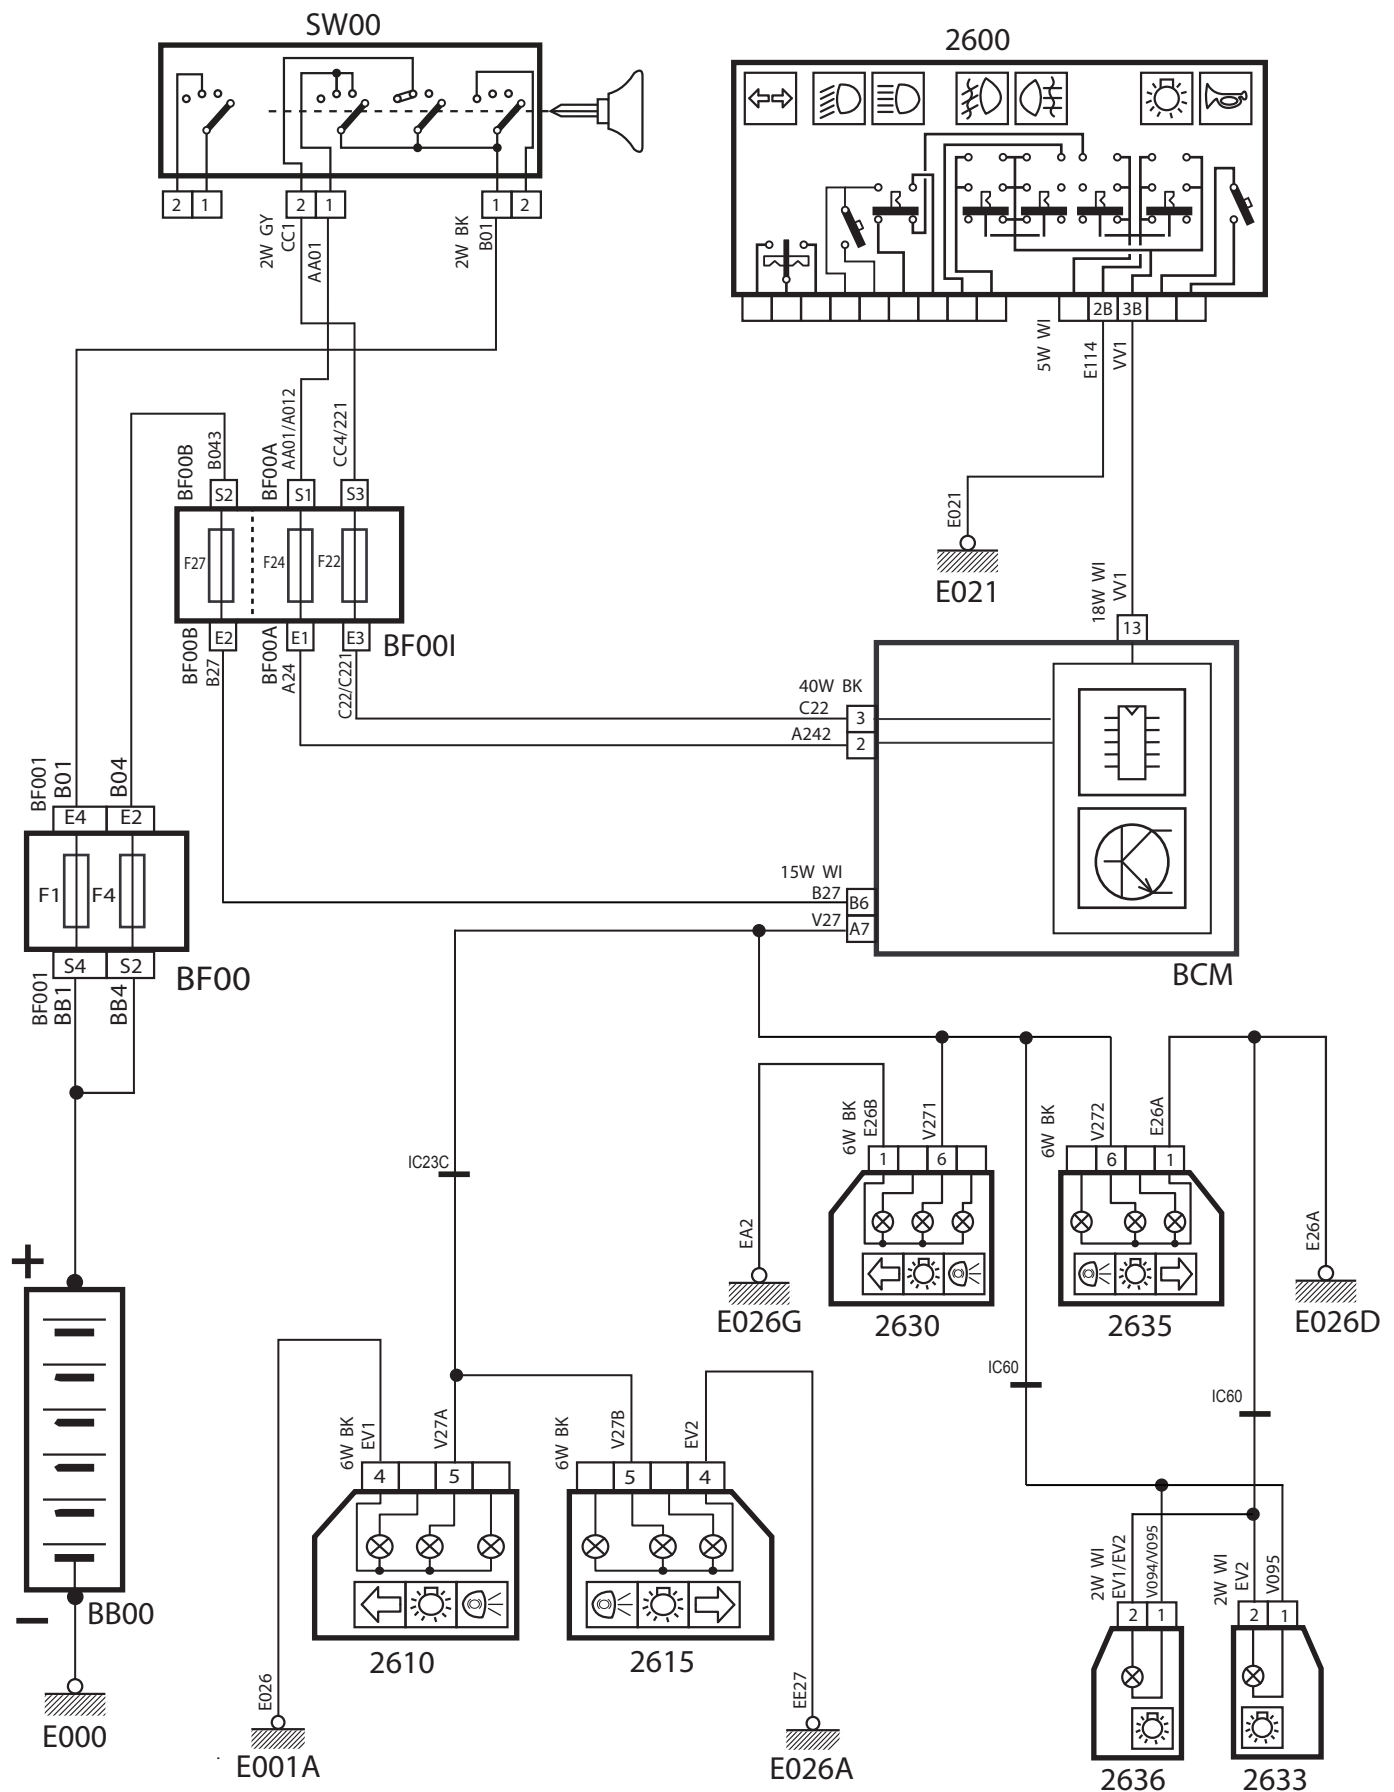 SW00
2600
2 1
2 1
1 2
2W GY
CC1
AA01
2W BK
B01
2B 3B
5W WI
E114
VV1
BF00B
B043
BF00A
AA01/A012
CC4/221
S2
S1
S3
F27
F24
F22
E2
E1
E3
BF00I
BF00B
B27
BF00A
A24
C22/C221
E021
E021
18W WI
VV1
13
40W BK
C22
3
A242
2
BF001
B01
B04
E4 E2
F1 F4
S4 S2
BF00
BF001
BB1
BB4
15W WI
B27
B6
V27
A7
BCM
6W BK
E26B
V271
6W BK
V272
E26A
1 6
6 1
IC23C
EA2
E26A
E026G
2630
2635
E026D
+
IC60
IC60
6W BK
EV1
V27A
6W BK
V27B
EV2
4 5
5 4
2W WI
EV1/EV2
V094/V095
2W WI
EV2
V095
2 1
2 1
BB00
–
2610
2615
E026
EE27
E000
E001A
E026A
2636
2633